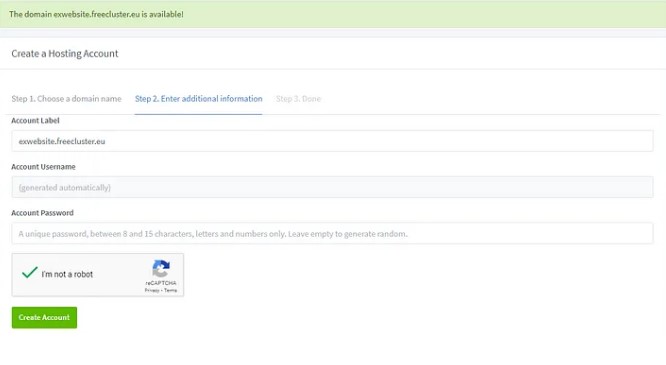 The domain exwebsite.freecluster.eu is available!
Create a Hosting Account
Step 1. Choose a domain name Step 2. Enter additional information Step 3. Done
Account Label
exwebsite.freecluster.eu
Account Username
(generated automatically)
Account Password
A unique password, between 8 and 15 characters, letters and numbers only. Leave empty to generate random.
I'm not a robot
reCAPTCHA
Privacy - Terms
Create Account